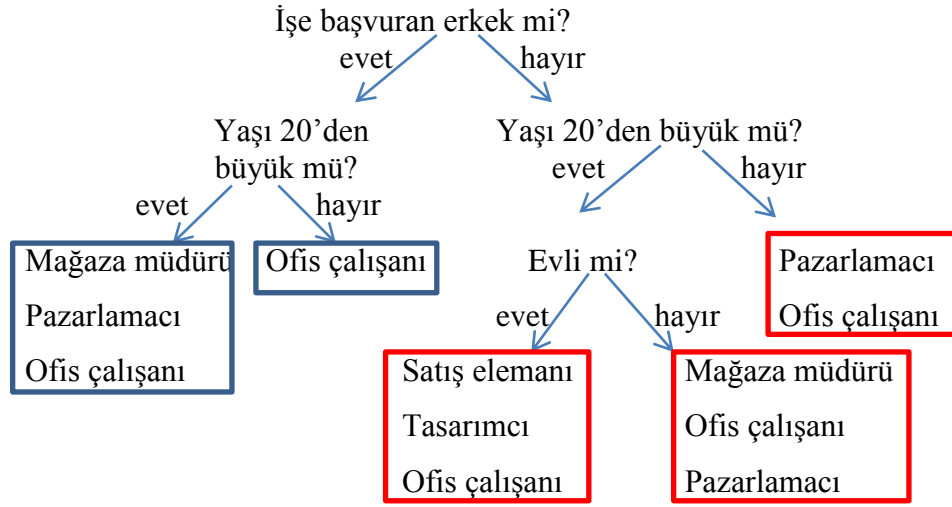 İşe başvuran erkek mi?
evet hayır
Yaşı 20’den
büyük mü?
Yaşı 20’den büyük mü?
evet hayır
evet hayır
Mağaza müdürü
Pazarlamacı
Ofis çalışanı
Ofis çalışanı
Evli mi?
Pazarlamacı
Ofis çalışanı
evet hayır
Satış elemanı
Tasarımcı
Ofis çalışanı
Mağaza müdürü
Ofis çalışanı
Pazarlamacı